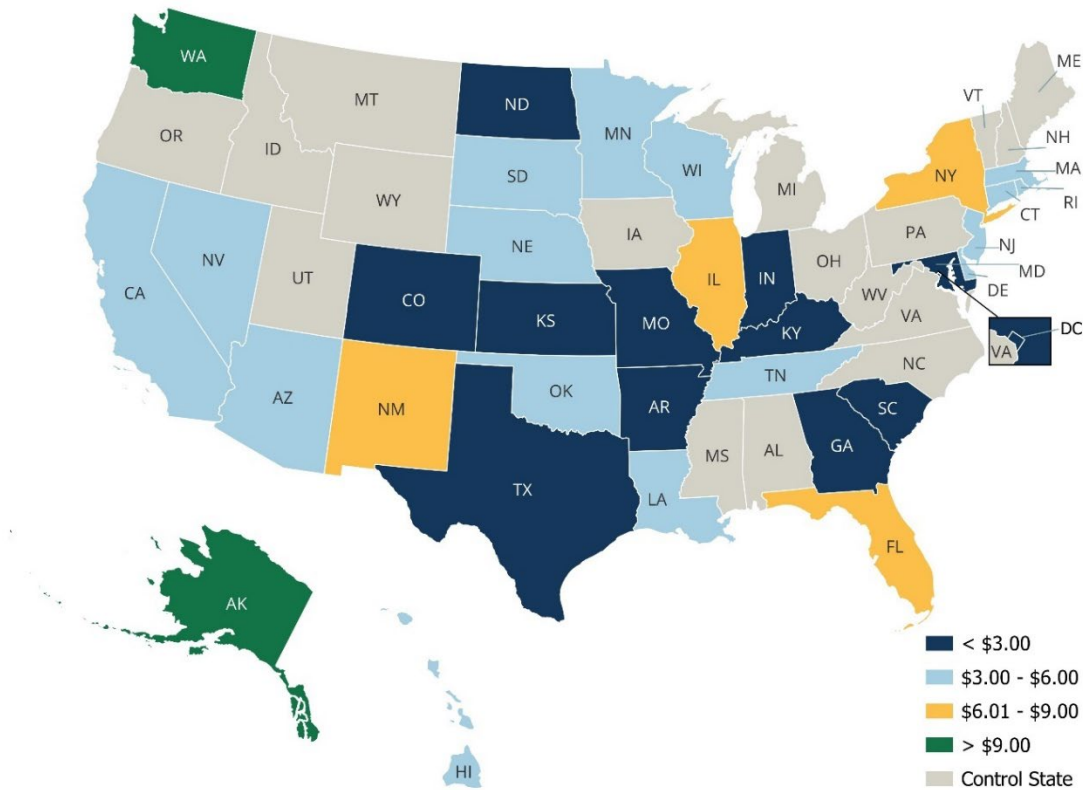 WA
MT
ND
MN
ME
VT
NH
OR
ID
SD
WI
NY
MA
WY
MI
RI
CT
IA
NE
PA
NJ
NV
UT
IL
IN
OH
MD
CA
CO
DE
WV
KS
MO
VA
KY
DC
VA
NC
TN
OK
AZ
NM
AR
SC
MS
AL
GA
TX
LA
FL
AK
HI
< $3.00
$3.00 - $6.00
$6.01 - $9.00
> $9.00
Control State